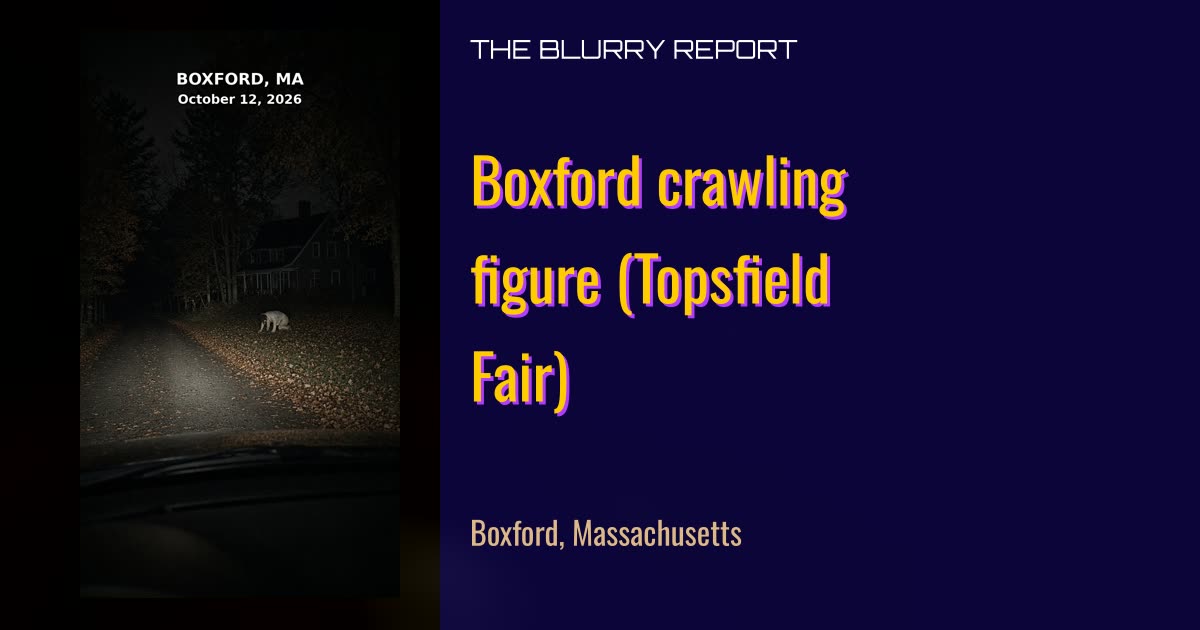 BOXFORD, MA
October 12, 2026
THE BLURRY REPORT
Boxford crawling
figure (Topsfield
Fair)
Boxford, Massachusetts